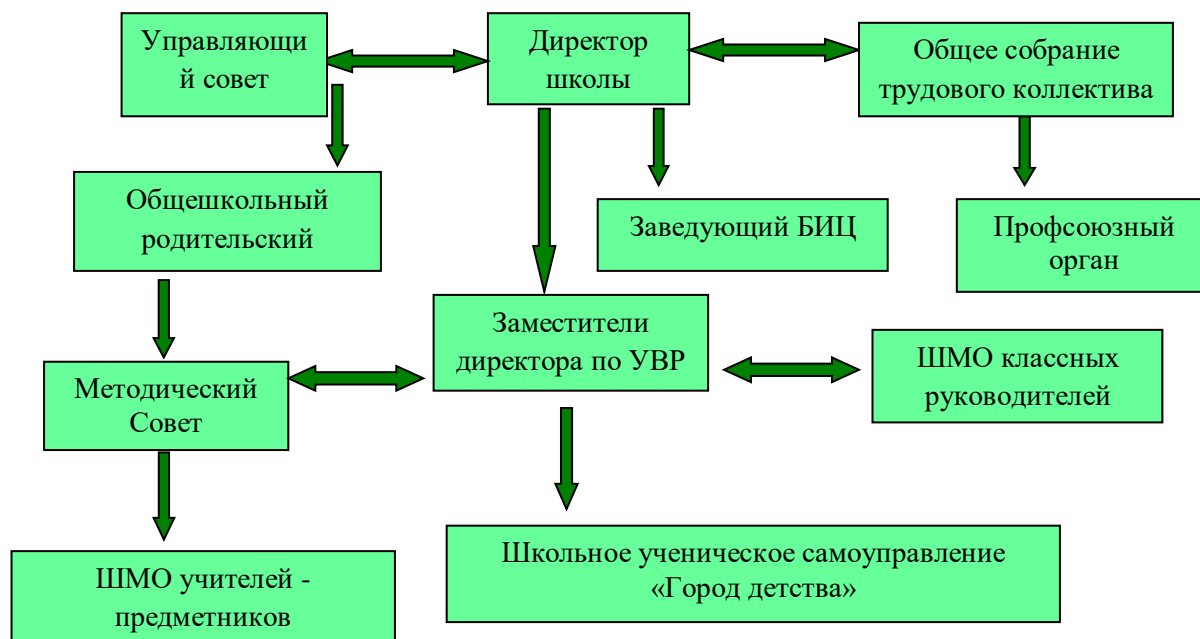 Управляющи
й совет
Директор
школы
Общее собрание
трудового коллектива
Общешкольный
родительский
Заведующий БИЦ
Профсоюзный
орган
Заместители
директора по УВР
ШМО классных
руководителей
Методический
Совет
Школьное ученическое самоуправление
«Город детства»
ШМО учителей -
предметников